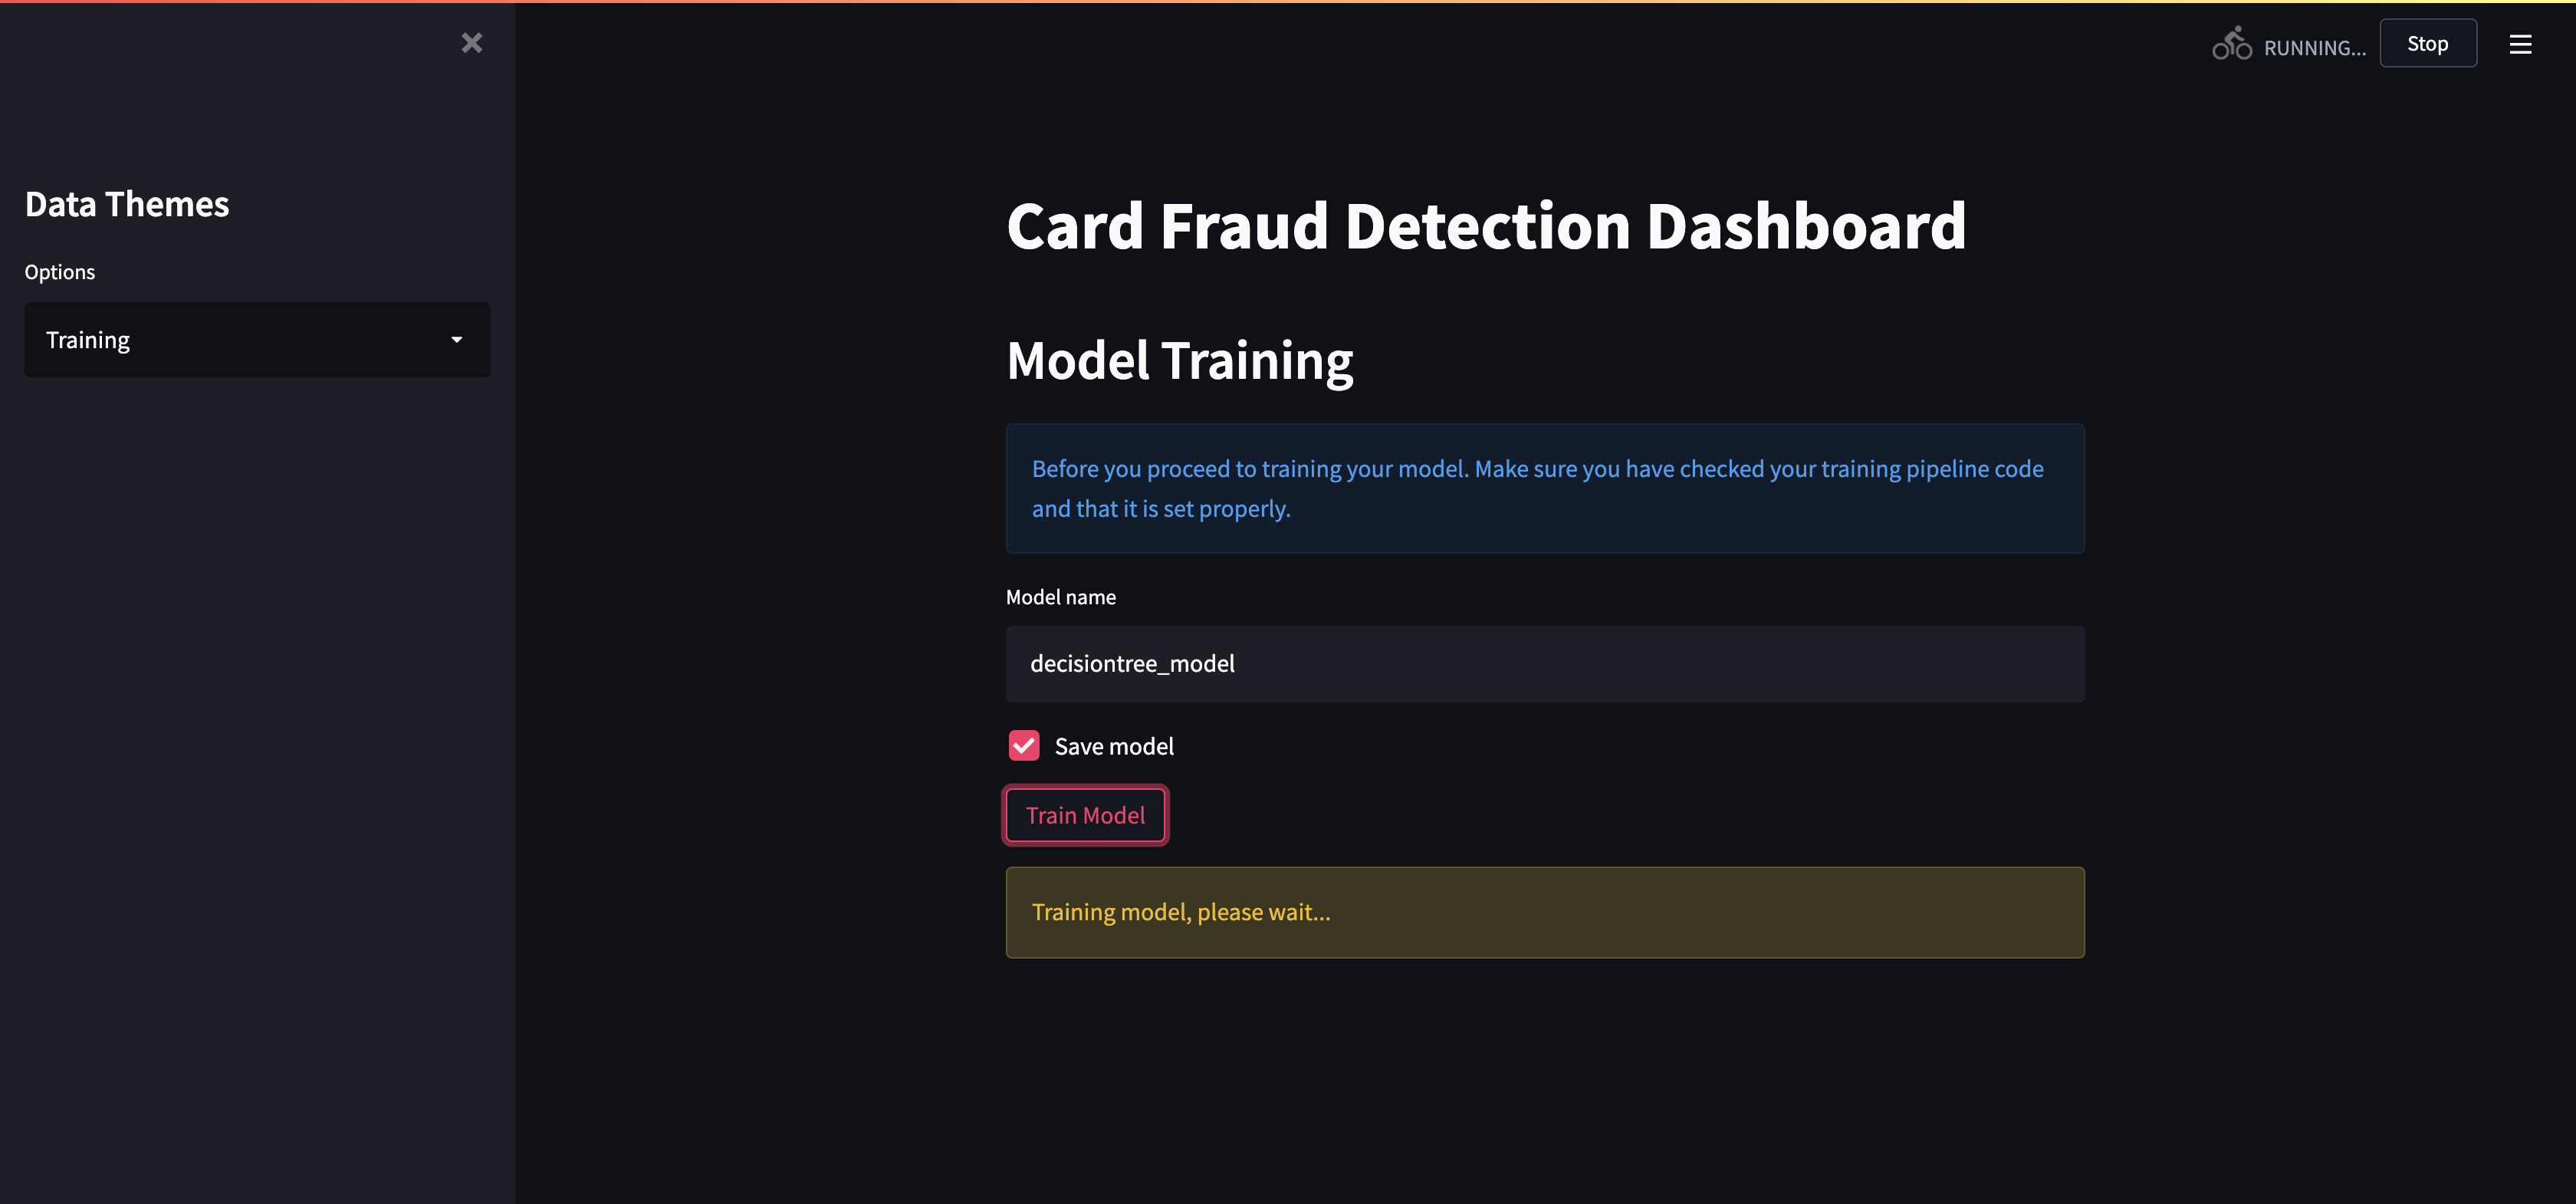 RUNNING...
Stop
Data Themes
Options
Training
Card Fraud Detection Dashboard
Model Training
Before you proceed to training your model. Make sure you have checked your training pipeline code
and that it is set properly.
Model name
decisiontree_model
Save model
Train Model
Training model, please wait...